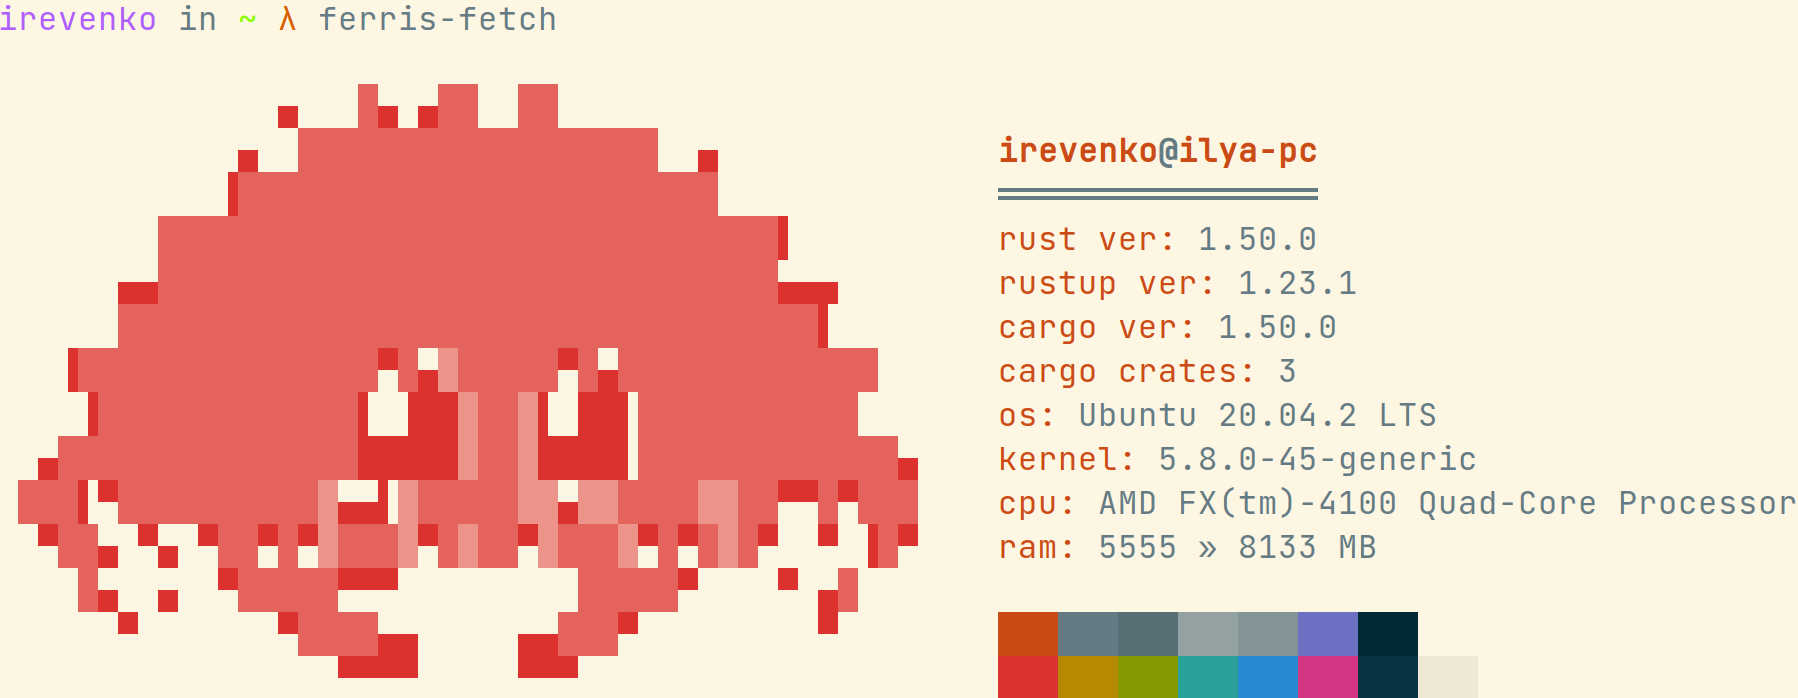 irevenko in ~ λ ferris-fetch
irevenko@ilya-pc
rust ver: 1.50.0
rustup ver: 1.23.1
cargo ver: 1.50.0
cargo crates: 3
os: Ubuntu 20.04.2 LTS
kernel: 5.8.0-45-generic
cpu: AMD FX(tm)-4100 Quad-Core Processor
ram: 5555 » 8133 MB